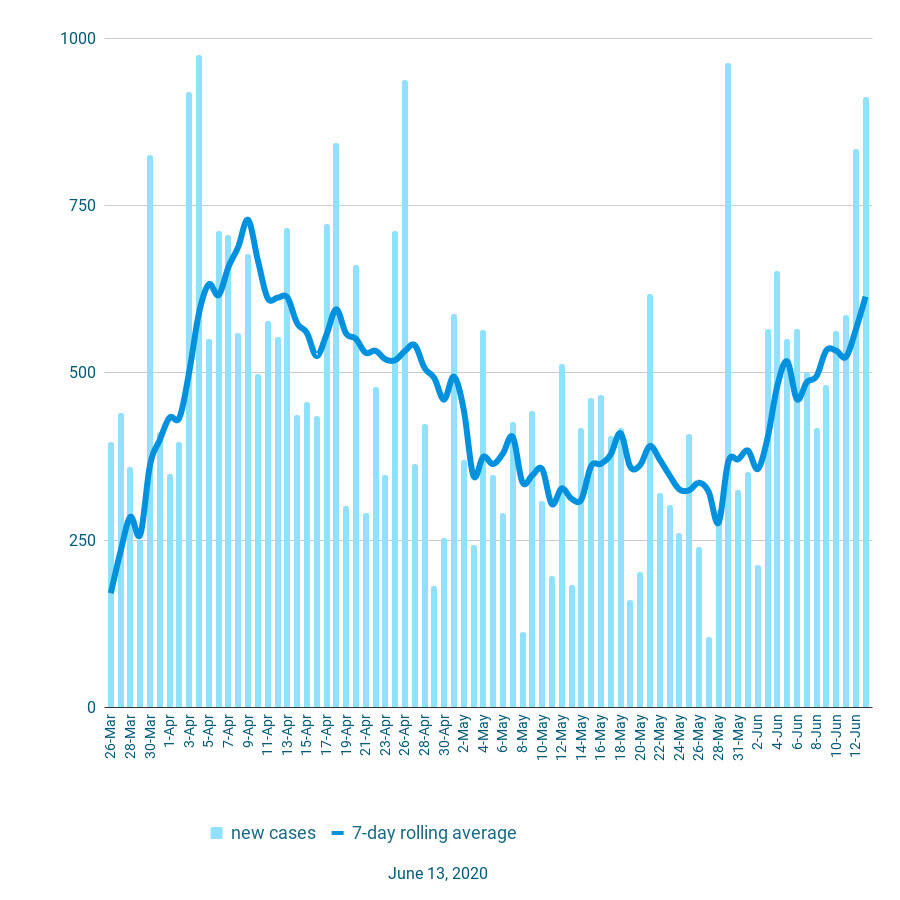 1000
750
500
250
0
26-Mar
28-Mar
30-Mar
1-Apr
3-Apr
5-Apr
7-Apr
9-Apr
11-Apr
13-Apr
15-Apr
17-Apr
19-Apr
21-Apr
23-Apr
26-Apr
28-Apr
30-Apr
2-May
4-May
6-May
8-May
10-May
12-May
14-May
16-May
18-May
20-May
22-May
24-May
26-May
28-May
31-May
2-Jun
4-Jun
6-Jun
8-Jun
10-Jun
12-Jun
new cases 7-day rolling average
June 13, 2020